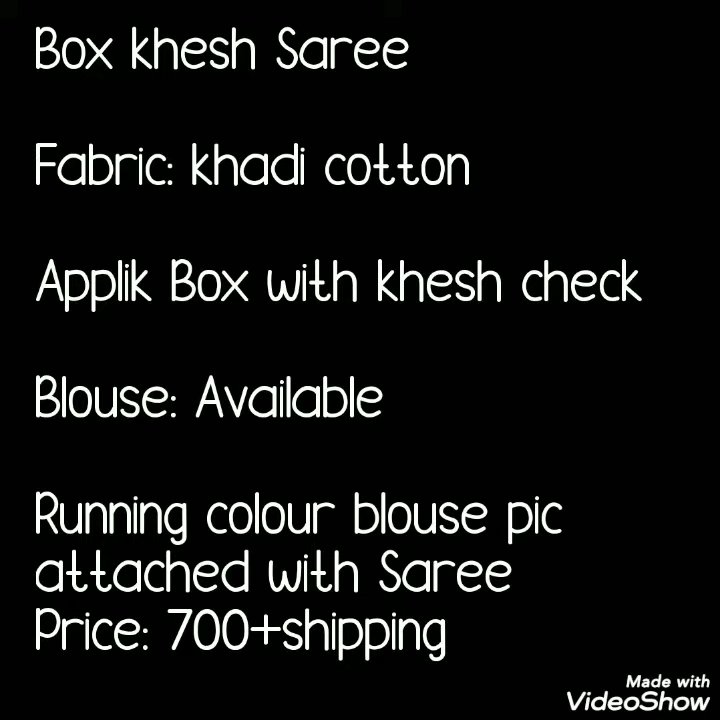 Box khesh Saree
Fabric: khadi cotton
Applik Box with khesh check
Blouse: Available
Running colour blouse pic
attached with Saree
Price: 700+shipping
Made with
VideoShow